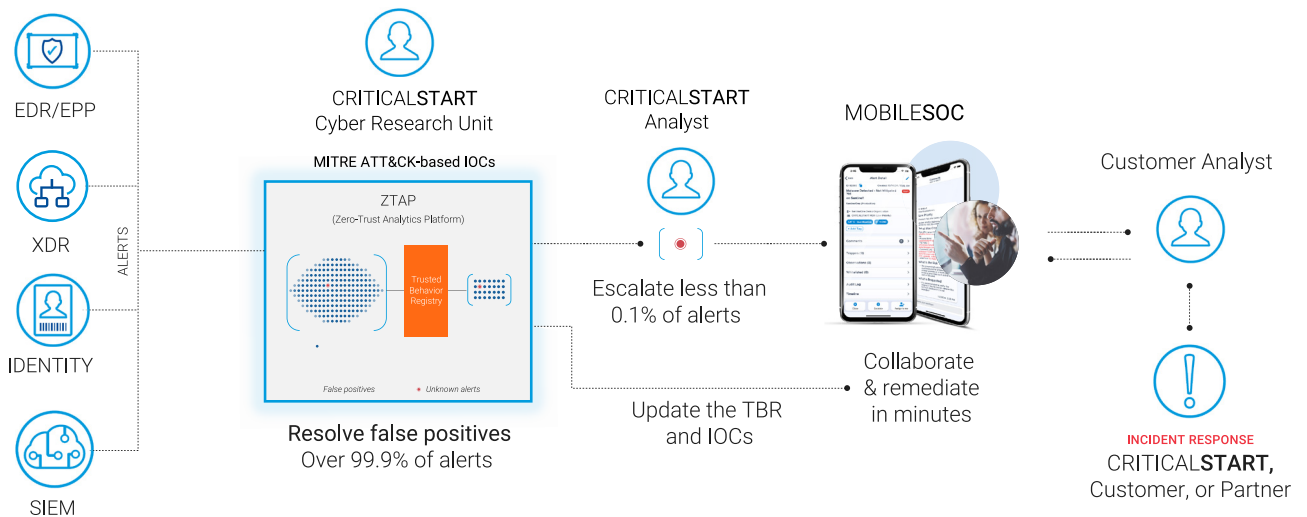 EDR/EPP
XDR
IDENTITY
SIEM
ALERTS
CRITICALSTART
Cyber Research Unit
MITRE ATT&CK-based IOCs
ZTAP
(Zero-Trust Analytics Platform)
Trusted
Behavior
Registry
False positives
Unknown alerts
Resolve false positives
Over 99.9% of alerts
CRITICALSTART
Analyst
Escalate less than
0.1% of alerts
Update the TBR
and IOCs
MOBILESOC
Collaborate
& remediate
in minutes
Customer Analyst
INCIDENT RESPONSE
CRITICALSTART,
Customer, or Partner